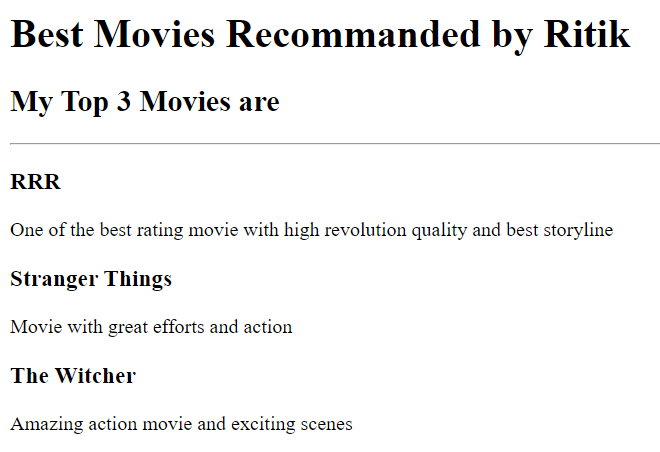 Best Movies Recommanded by Ritik
My Top 3 Movies are
RRR
One of the best rating movie with high revolution quality and best storyline
Stranger Things
Movie with great efforts and action
The Witcher
Amazing action movie and exciting scenes